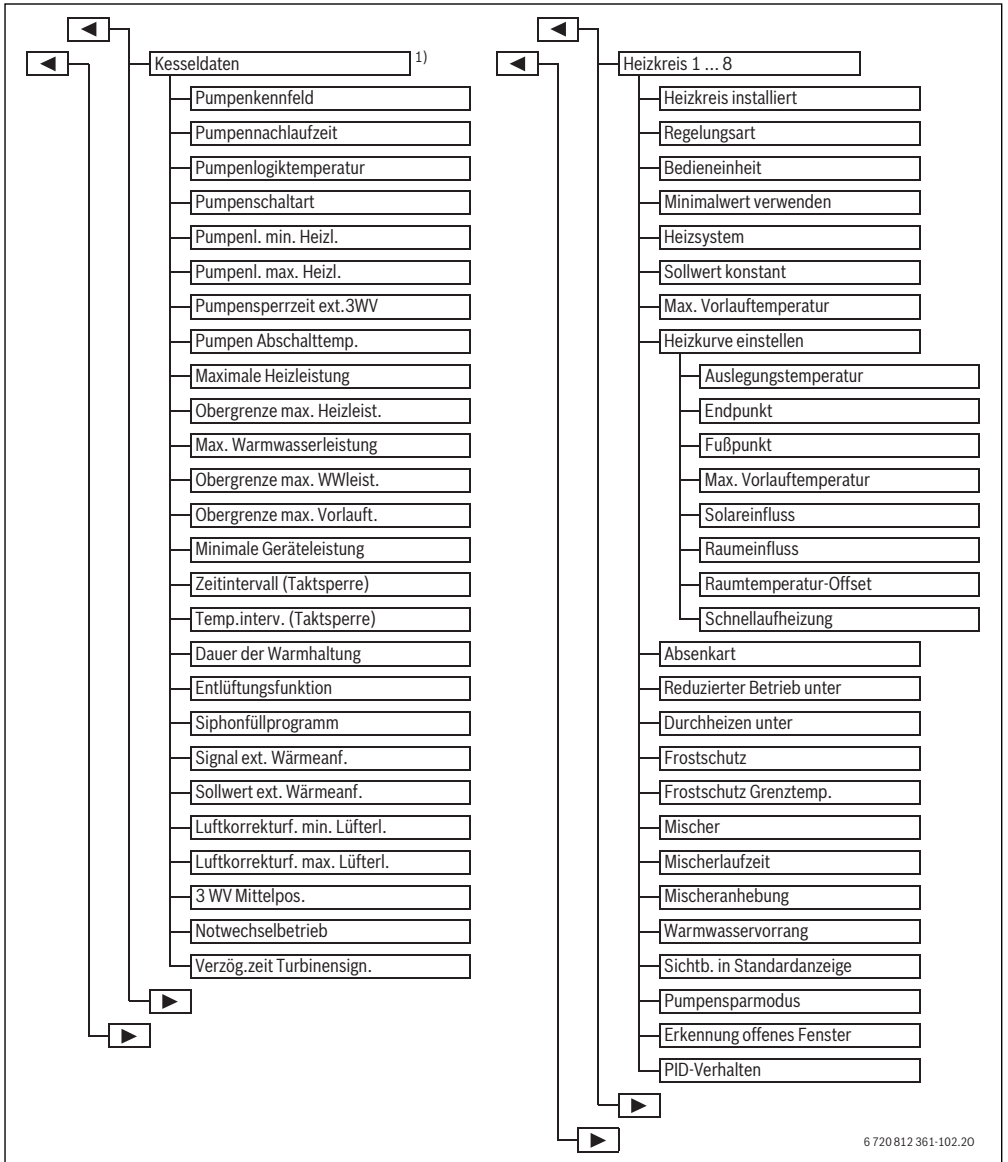 Kesseldaten 1)
Pumpenkennfeld
Pumpennachlaufzeit
Pumpenlogiktemperatur
Pumpenschaltart
Pumpenl. min. Heizl.
Pumpenl. max. Heizl.
Pumpensperrzeit ext.3WV
Pumpen Abschalttemp.
Maximale Heizleistung
Obergrenze max. Heizleist.
Max. Warmwasserleistung
Obergrenze max. WWleist.
Obergrenze max. Vorlauft.
Minimale Geräteleistung
Zeitintervall (Taktsperre)
Temp.interv. (Taktsperre)
Dauer der Warmhaltung
Entlüftungsfunktion
Siphonfüllprogramm
Signal ext. Wärmeanf.
Sollwert ext. Wärmeanf.
Luftkorrekturf. min. Lüfterl.
Luftkorrekturf. max. Lüfterl.
3 WV Mittelpos.
Notwechselbetrieb
Verzög.zeit Turbinensign.
Heizkreis 1 ... 8
Heizkreis installiert
Regelungsart
Bedieneinheit
Minimalwert verwenden
Heizsystem
Sollwert konstant
Max. Vorlauftemperatur
Heizkurve einstellen
Auslegungstemperatur
Endpunkt
Fußpunkt
Max. Vorlauftemperatur
Solareinfluss
Raumeinfluss
Raumtemperatur-Offset
Schnellaufheizung
Absenkart
Reduzierter Betrieb unter
Durchheizen unter
Frostschutz
Frostschutz Grenztemp.
Mischer
Mischerlaufzeit
Mischeranhebung
Warmwasservorrang
Sichtb. in Standardanzeige
Pumpensparmodus
Erkennung offenes Fenster
PID-Verhalten
6 720 812 361-102.2O